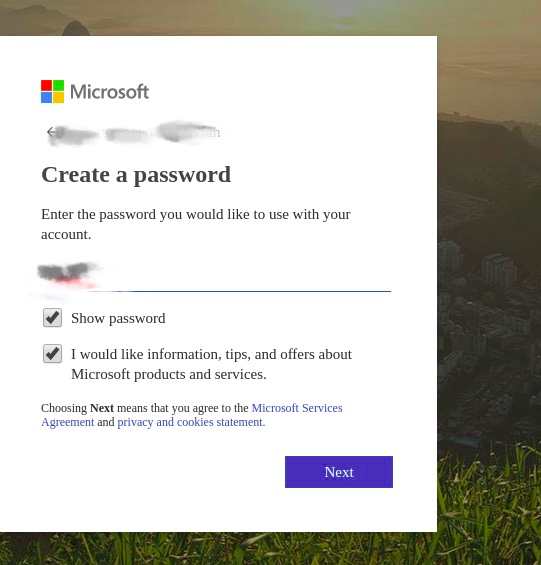 Microsoft
Create a password
Enter the password you would like to use with your
account.
Show password
I would like information, tips, and offers about
Microsoft products and services.
Choosing Next means that you agree to the Microsoft Services
Agreement and privacy and cookies statement.
Next